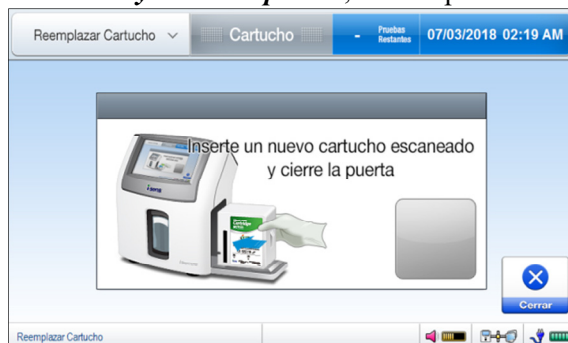 Reemplazar Cartucho
Cartucho
-
Pruebas
Restantes
07/03/2018 02:19 AM
Inserte un nuevo cartucho escaneado
y cierre la puerta
Cartridge
Cerrar
Reemplazar Cartucho